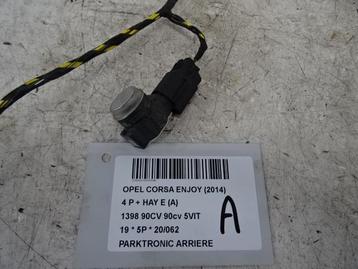 OPEL CORSA ENJOY (2014)
4 P + HAY E (A)
1398 90CV 90cv 5VIT
19 * 5P * 20/062
PARKTRONIC ARRIERE
A